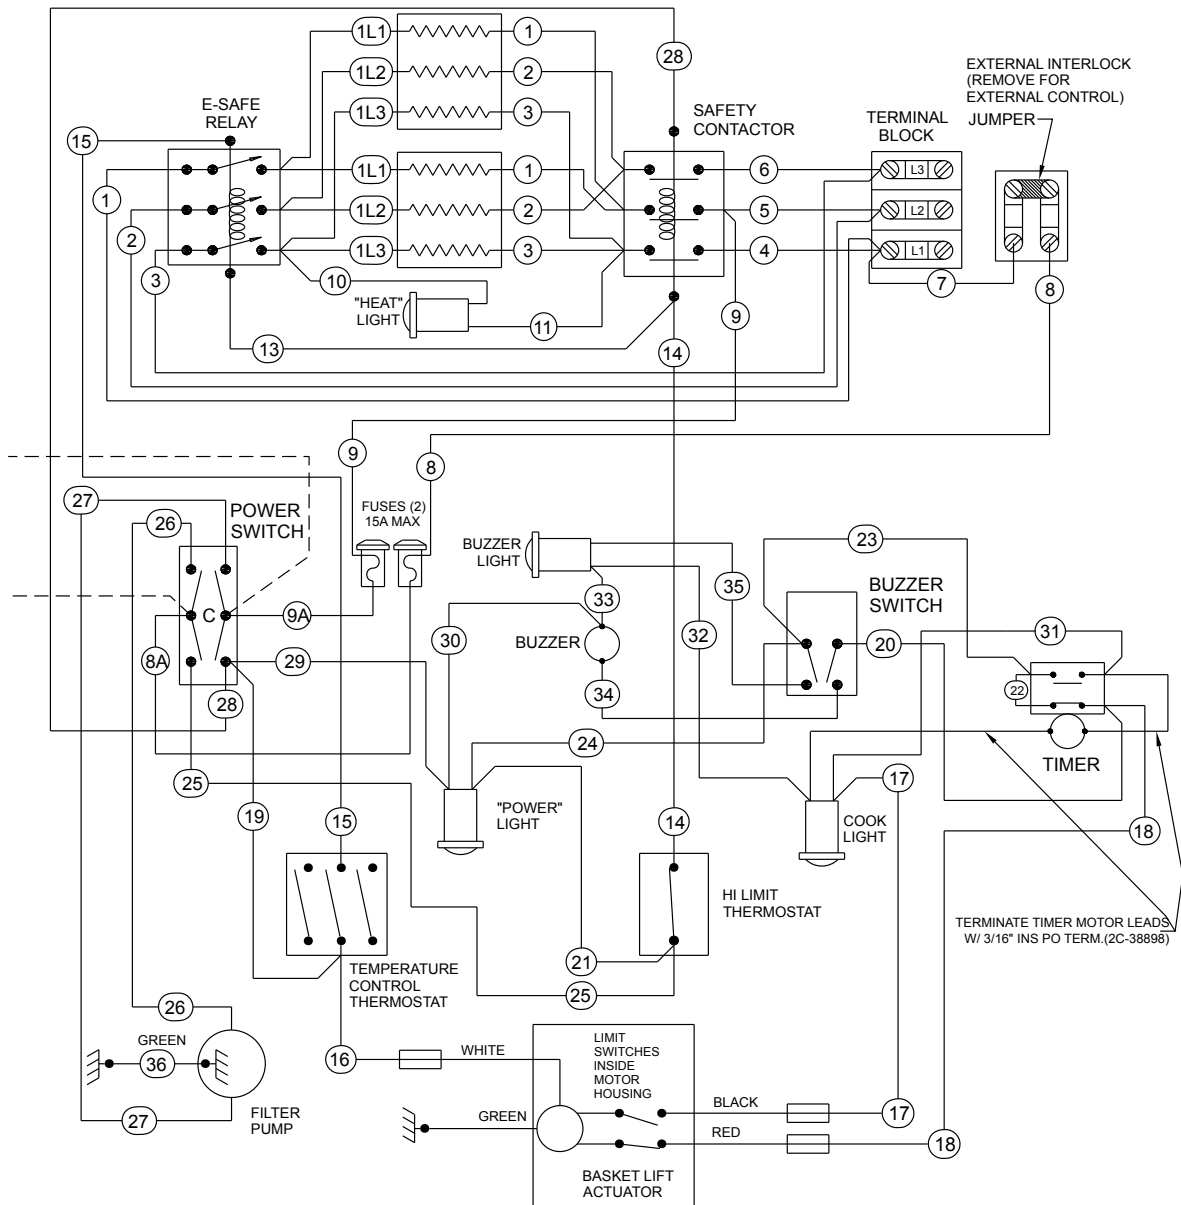 1L1
1
1L2
2
28
1L3
3
EXTERNAL INTERLOCK
(REMOVE FOR
EXTERNAL CONTROL)
JUMPER
E-SAFE
RELAY
SAFETY
CONTACTOR
TERMINAL
BLOCK
15
1L1
1
6
L3
1
1L2
2
5
L2
2
1L3
3
4
L1
3
10
"HEAT"
LIGHT
11
7
8
9
13
14
9
8
27
26
POWER
SWITCH
FUSES (2)
15A MAX
BUZZER
LIGHT
23
35
BUZZER
SWITCH
33
C
9A
30
BUZZER
32
20
31
8A
29
34
22
28
24
TIMER
25
17
19
15
"POWER"
LIGHT
14
COOK
LIGHT
18
HI LIMIT
THERMOSTAT
TERMINATE TIMER MOTOR LEADS
W/ 3/16" INS PO TERM.(2C-38898)
21
TEMPERATURE
CONTROL
THERMOSTAT
25
26
GREEN
36
16
WHITE
LIMIT
SWITCHES
INSIDE
MOTOR
HOUSING
27
FILTER
PUMP
GREEN
BLACK
17
RED
18
BASKET LIFT
ACTUATOR